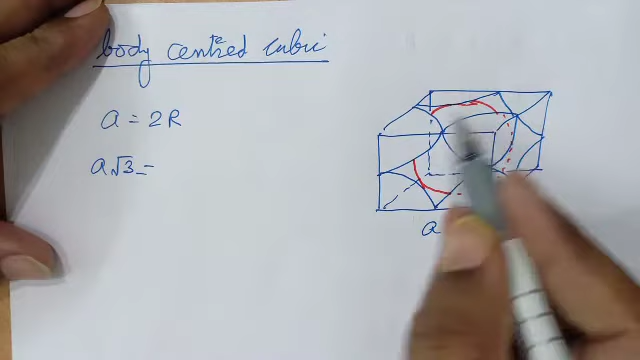 body centred cubic
a = 2R
a√3 =
a